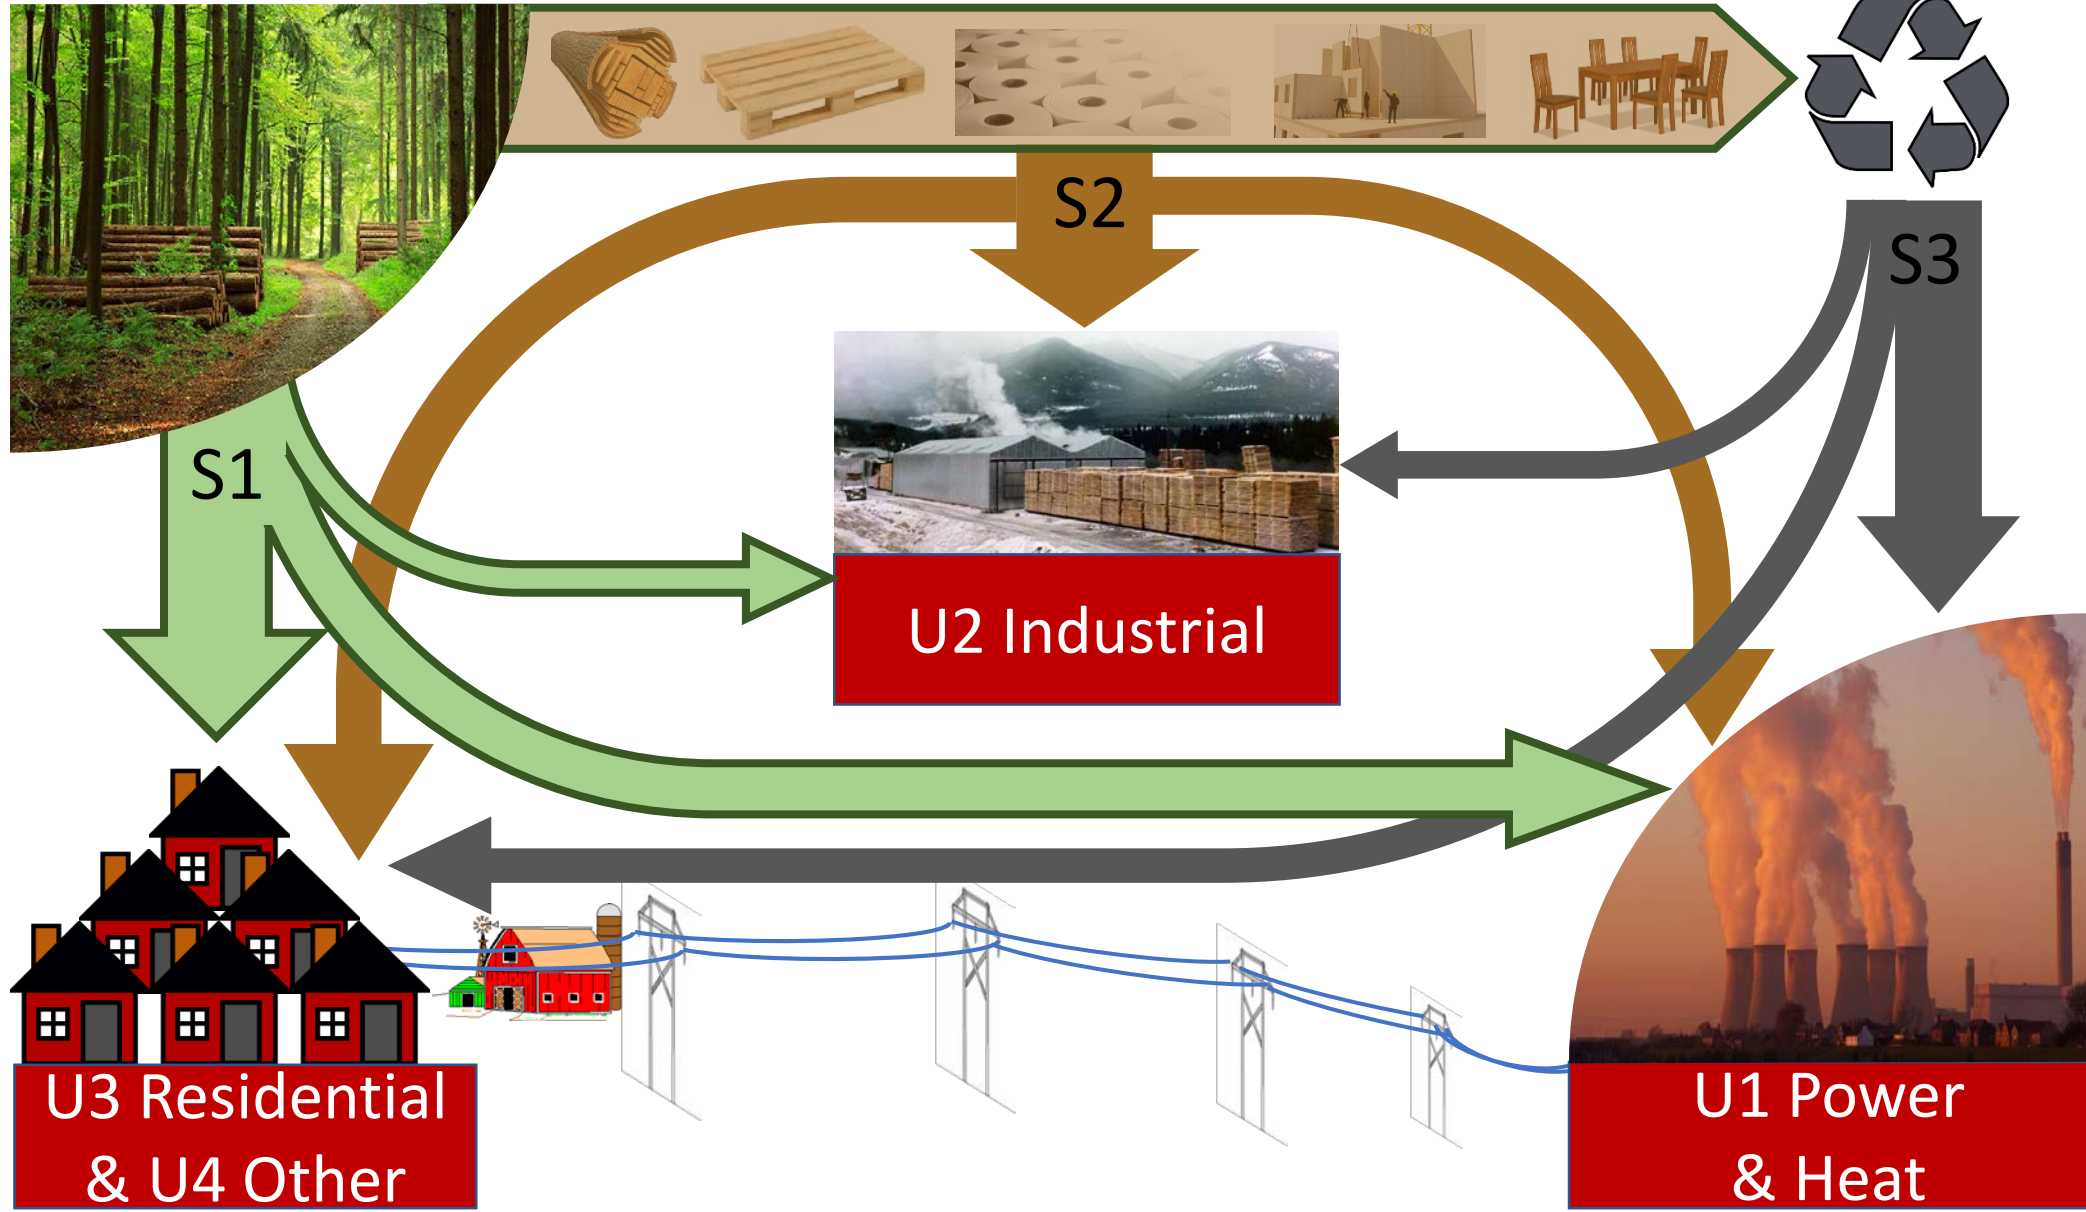 S2
S3
S1
U2 Industrial
U3 Residential
& U4 Other
U1 Power
& Heat